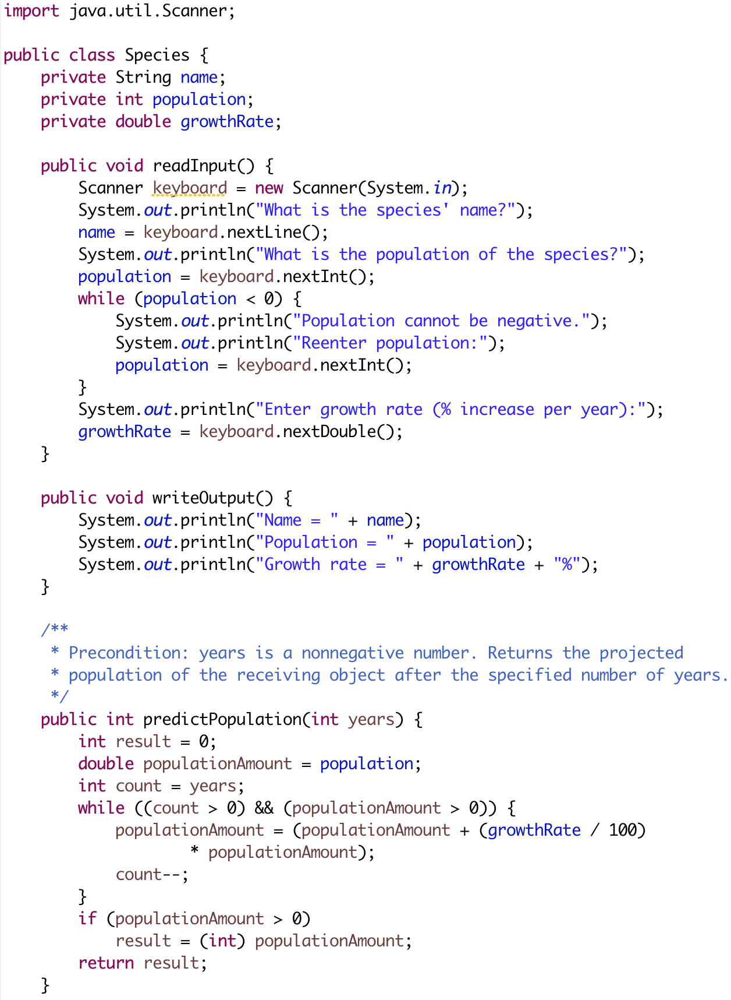 import java.util.Scanner;

public class Species {
    private String name;
    private int population;
    private double growthRate;

    public void readInput() {
        Scanner keyboard = new Scanner(System.in);
        System.out.println("What is the species' name?");
        name = keyboard.nextLine();
        System.out.println("What is the population of the species?");
        population = keyboard.nextInt();
        while (population < 0) {
            System.out.println("Population cannot be negative.");
            System.out.println("Reenter population:");
            population = keyboard.nextInt();
        }
        System.out.println("Enter growth rate (% increase per year):");
        growthRate = keyboard.nextDouble();
    }

    public void writeOutput() {
        System.out.println("Name = " + name);
        System.out.println("Population = " + population);
        System.out.println("Growth rate = " + growthRate + "%");
    }

    /**
     * Precondition: years is a nonnegative number. Returns the projected
     * population of the receiving object after the specified number of years.
     */
    public int predictPopulation(int years) {
        int result = 0;
        double populationAmount = population;
        int count = years;
        while ((count > 0) && (populationAmount > 0)) {
            populationAmount = (populationAmount + (growthRate / 100)
                    * populationAmount);
            count--;
        }
        if (populationAmount > 0)
            result = (int) populationAmount;
        return result;
    }